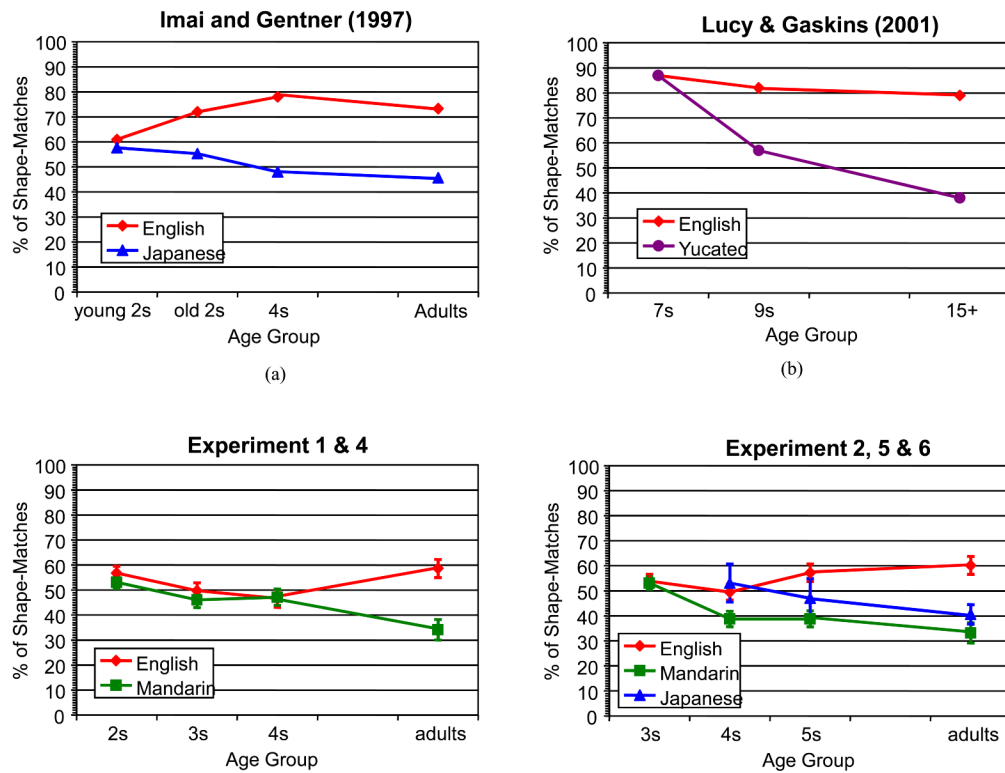 Imai and Gentner (1997)
% of Shape-Matches
100
90
80
70
60
50
40
30
20
10
0
English
Japanese
young 2s old 2s 4s Adults
Age Group
(a)
Lucy & Gaskins (2001)
% of Shape-Matches
100
90
80
70
60
50
40
30
20
10
0
English
Yucatec
7s 9s 15+
Age Group
(b)
Experiment 1 & 4
% of Shape-Matches
100
90
80
70
60
50
40
30
20
10
0
English
Mandarin
2s 3s 4s adults
Age Group
Experiment 2, 5 & 6
% of Shape-Matches
100
90
80
70
60
50
40
30
20
10
0
English
Mandarin
Japanese
3s 4s 5s adults
Age Group